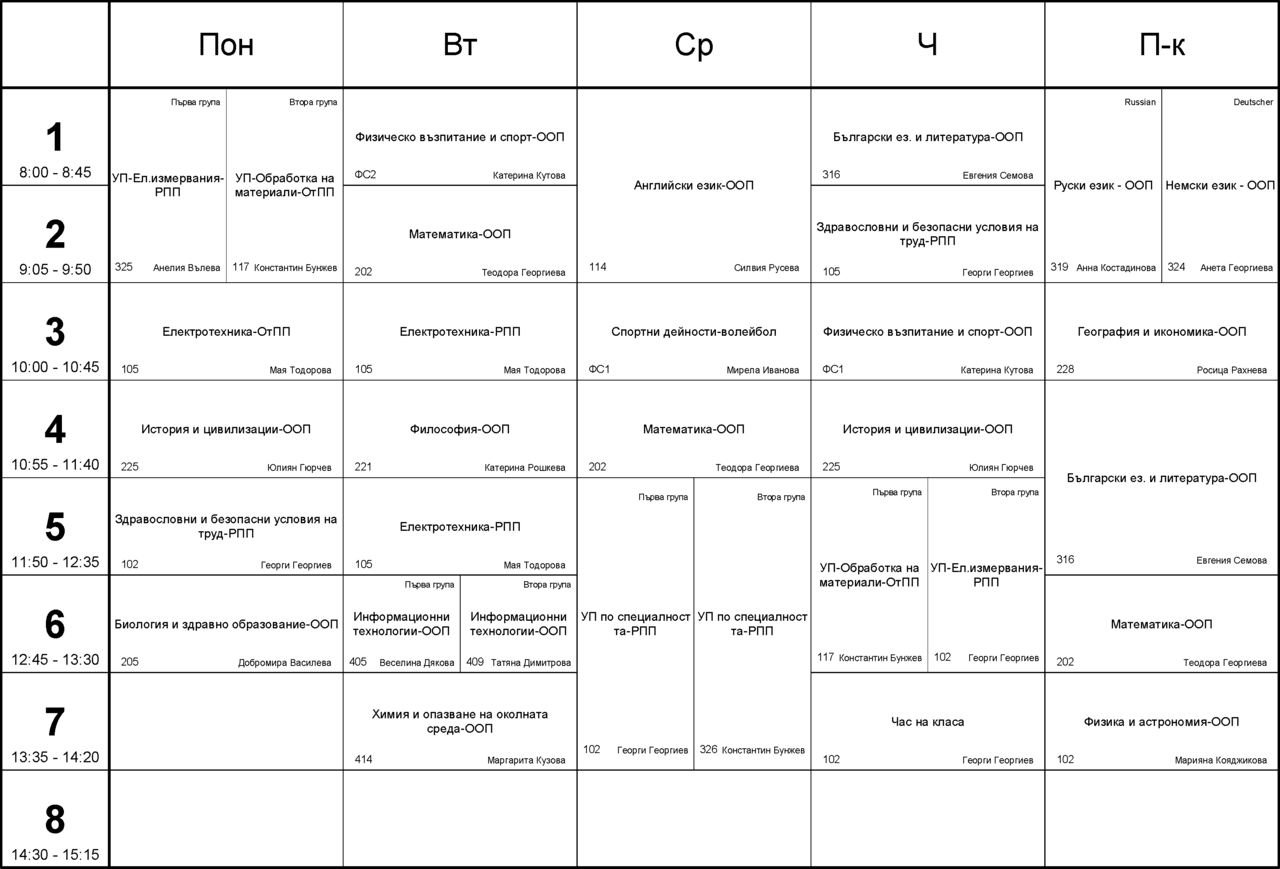 Пон
Вт
Ср
Ч
П-к
1
8:00 - 8:45
Първа група
УП-Ел.измервания-
РПП
325 Анелия Вълева
Втора група
УП-Обработка на
материали-ОтПП
117 Константин Бунжев
Физическо възпитание и спорт-ООП
ФС2 Катерина Кутова
Английски език-ООП
114 Силвия Русева
Български ез. и литература-ООП
316 Евгения Семова
Russian
Руски език - ООП
319 Анна Костадинова
Deutscher
Немски език - ООП
324 Анета Георгиева
2
9:05 - 9:50
Математика-ООП
202 Теодора Георгиева
Здравословни и безопасни условия на
труд-РПП
105 Георги Георгиев
3
10:00 - 10:45
Електротехника-ОтПП
105 Мая Тодорова
Електротехника-РПП
105 Мая Тодорова
Спортни дейности-волейбол
ФС1 Мирела Иванова
Физическо възпитание и спорт-ООП
ФС1 Катерина Кутова
География и икономика-ООП
228 Росица Рахнева
4
10:55 - 11:40
История и цивилизации-ООП
225 Юлиян Гюрчев
Философия-ООП
221 Катерина Рошкева
Математика-ООП
202 Теодора Георгиева
История и цивилизации-ООП
225 Юлиян Гюрчев
Български ез. и литература-ООП
316 Евгения Семова
5
11:50 - 12:35
Здравословни и безопасни условия на
труд-РПП
102 Георги Георгиев
Електротехника-РПП
105 Мая Тодорова
Първа група
УП по специалност
та-РПП
102 Георги Георгиев
Втора група
УП по специалност
та-РПП
326 Константин Бунжев
Първа група
УП-Обработка на
материали-ОтПП
117 Константин Бунжев
Втора група
УП-Ел.измервания-
РПП
102 Георги Георгиев
6
12:45 - 13:30
Биология и здравно образование-ООП
205 Добромира Василева
Първа група
Информационни
технологии-ООП
405 Веселина Дякова
Втора група
Информационни
технологии-ООП
409 Татяна Димитрова
Математика-ООП
202 Теодора Георгиева
7
13:35 - 14:20
Химия и опазване на околната
среда-ООП
414 Маргарита Кузова
Час на класа
102 Георги Георгиев
Физика и астрономия-ООП
102 Марияна Кояджикова
8
14:30 - 15:15